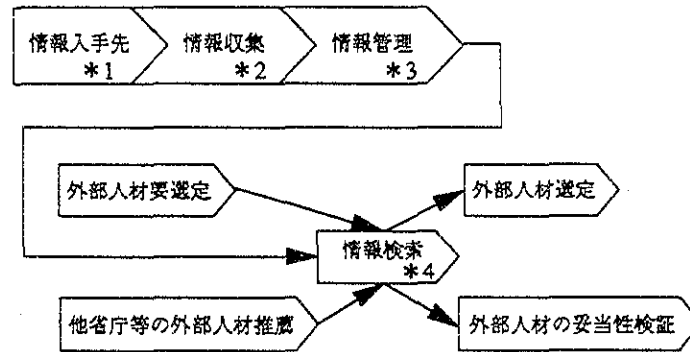 情報入手先
＊1
情報収集
＊2
情報管理
＊3
外部人材要選定
外部人材選定
情報検索
＊4
他省庁等の外部人材推薦
外部人材の妥当性検証